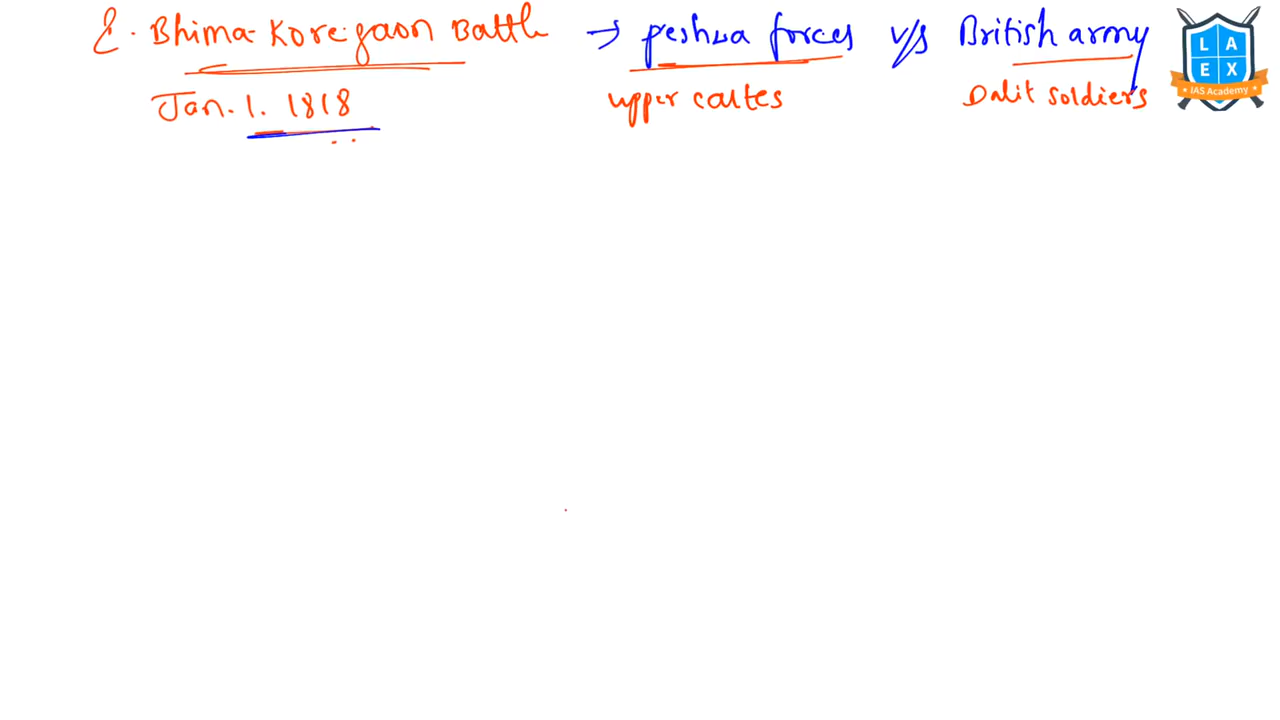 E. Bhima-Koregaon Battle → peshwa forces v/s British army
Jan. 1. 1818 upper castes Dalit soldiers
L A
E X
IAS Academy